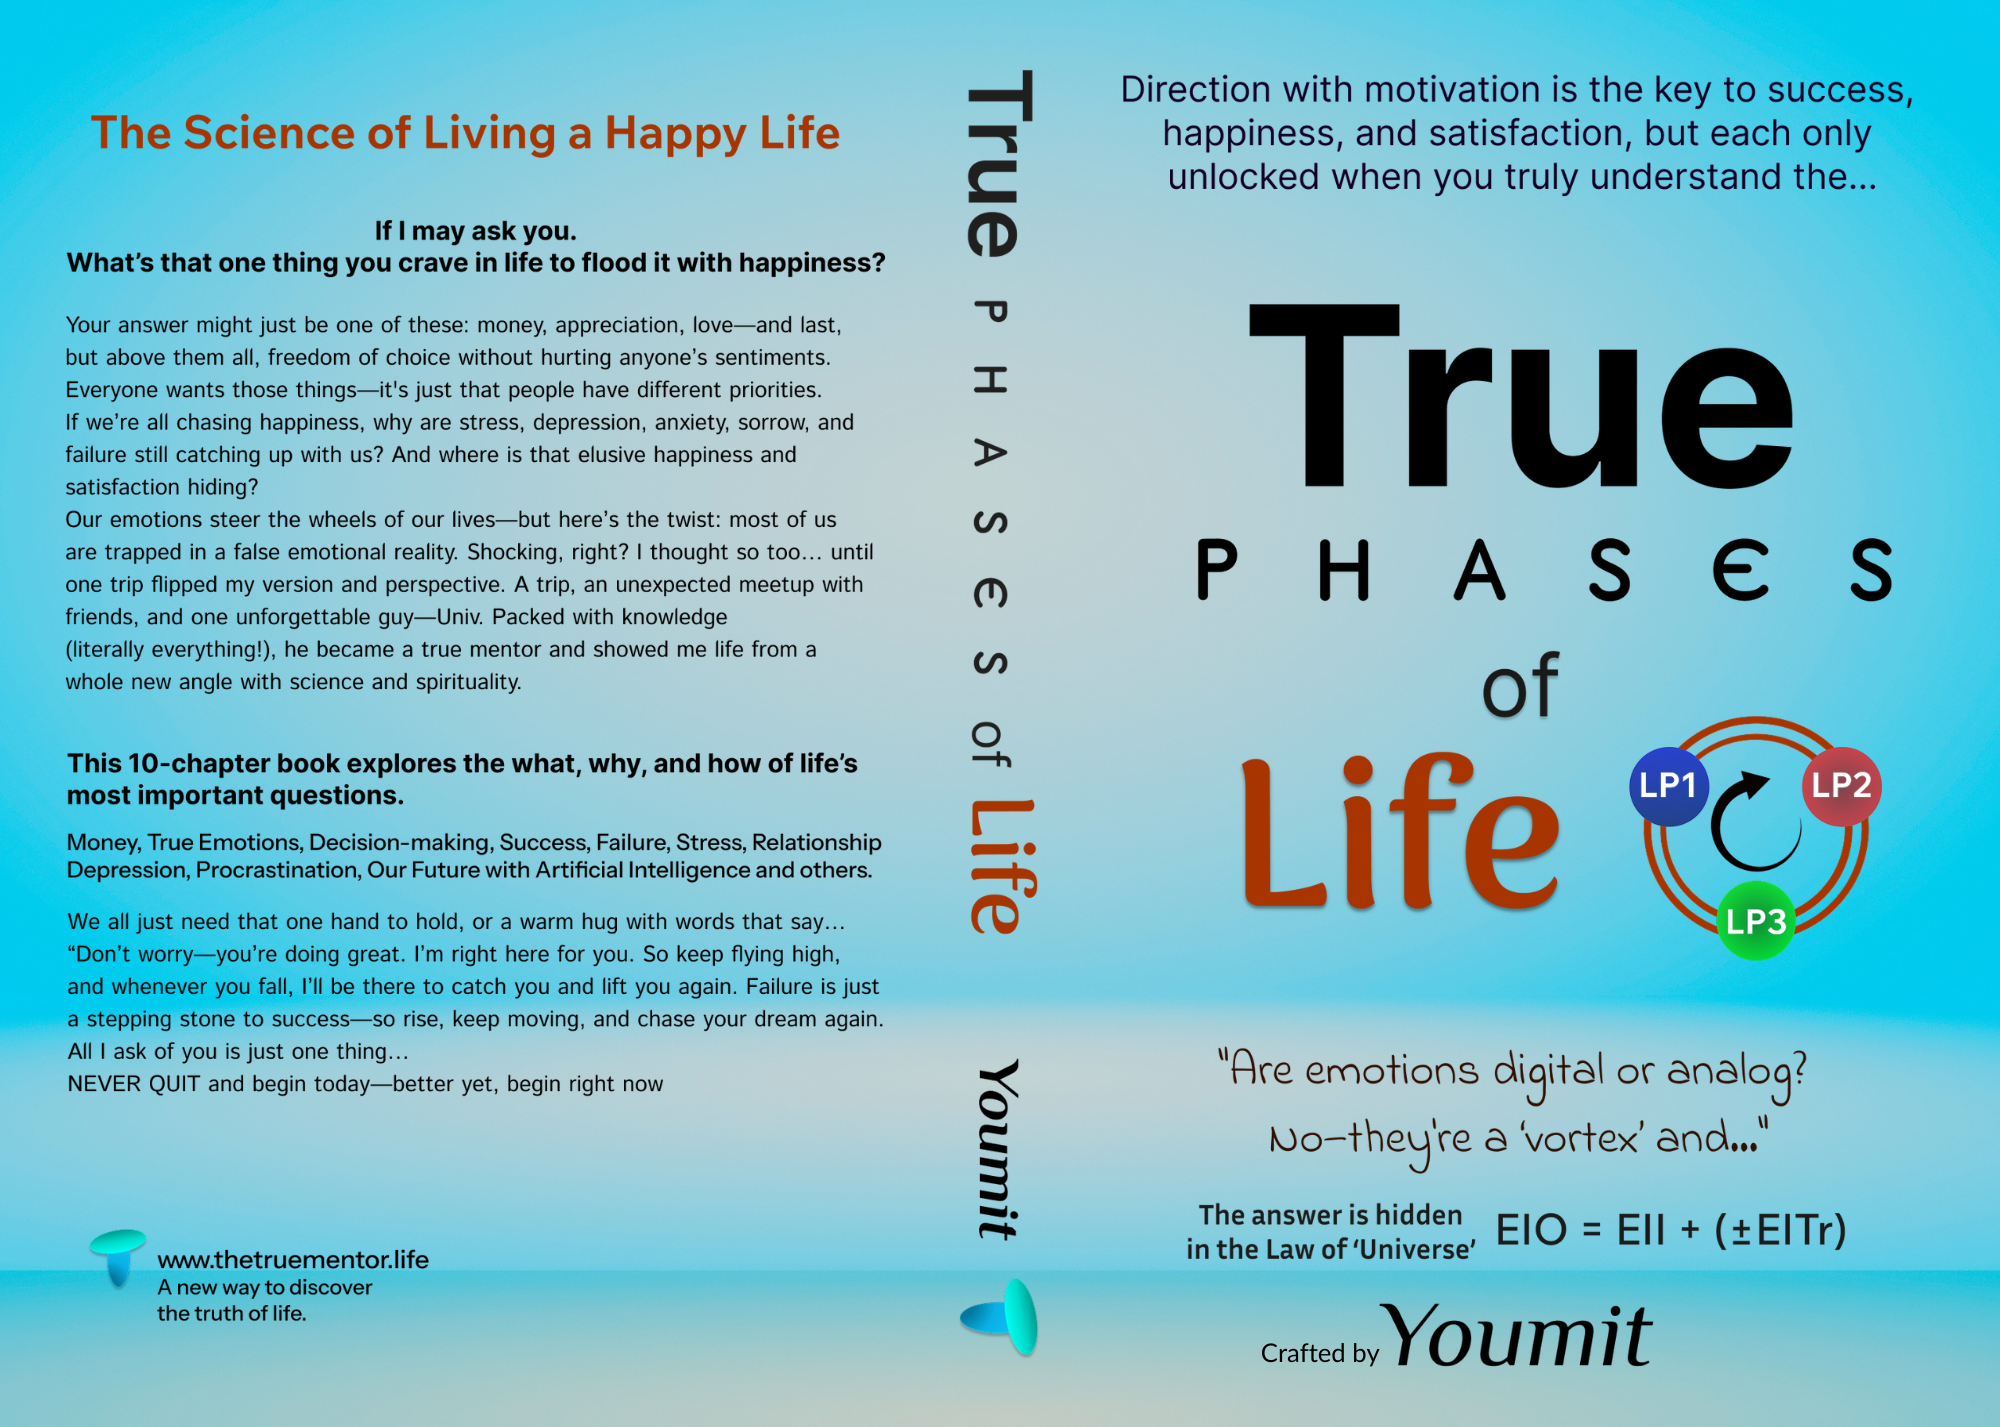 The Science of Living a Happy Life
If I may ask you.
What's that one thing you crave in life to flood it with happiness?
Your answer might just be one of these: money, appreciation, love—and last,
but above them all, freedom of choice without hurting anyone's sentiments.
Everyone wants those things—it's just that people have different priorities.
If we're all chasing happiness, why are stress, depression, anxiety, sorrow, and
failure still catching up with us? And where is that elusive happiness and
satisfaction hiding?
Our emotions steer the wheels of our lives—but here's the twist: most of us
are trapped in a false emotional reality. Shocking, right? I thought so too… until
one trip flipped my version and perspective. A trip, an unexpected meetup with
friends, and one unforgettable guy—Univ. Packed with knowledge
(literally everything!), he became a true mentor and showed me life from a
whole new angle with science and spirituality.
This 10-chapter book explores the what, why, and how of life's
most important questions.
Money, True Emotions, Decision-making, Success, Failure, Stress, Relationship
Depression, Procrastination, Our Future with Artificial Intelligence and others.
We all just need that one hand to hold, or a warm hug with words that say…
“Don't worry—you're doing great. I'm right here for you. So keep flying high,
and whenever you fall, I'll be there to catch you and lift you again. Failure is just
a stepping stone to success—so rise, keep moving, and chase your dream again.
All I ask of you is just one thing…
NEVER QUIT and begin today—better yet, begin right now
www.thetruementor.life
A new way to discover
the truth of life.
True PHASES of Life Youmit
Direction with motivation is the key to success,
happiness, and satisfaction, but each only
unlocked when you truly understand the...
True
PHASES
of
Life
LP1
LP2
LP3
"Are emotions digital or analog?
No—they're a ‘vortex’ and..."
The answer is hidden
in the Law of ‘Universe’
EIO = EII + (±EITr)
Crafted by Youmit